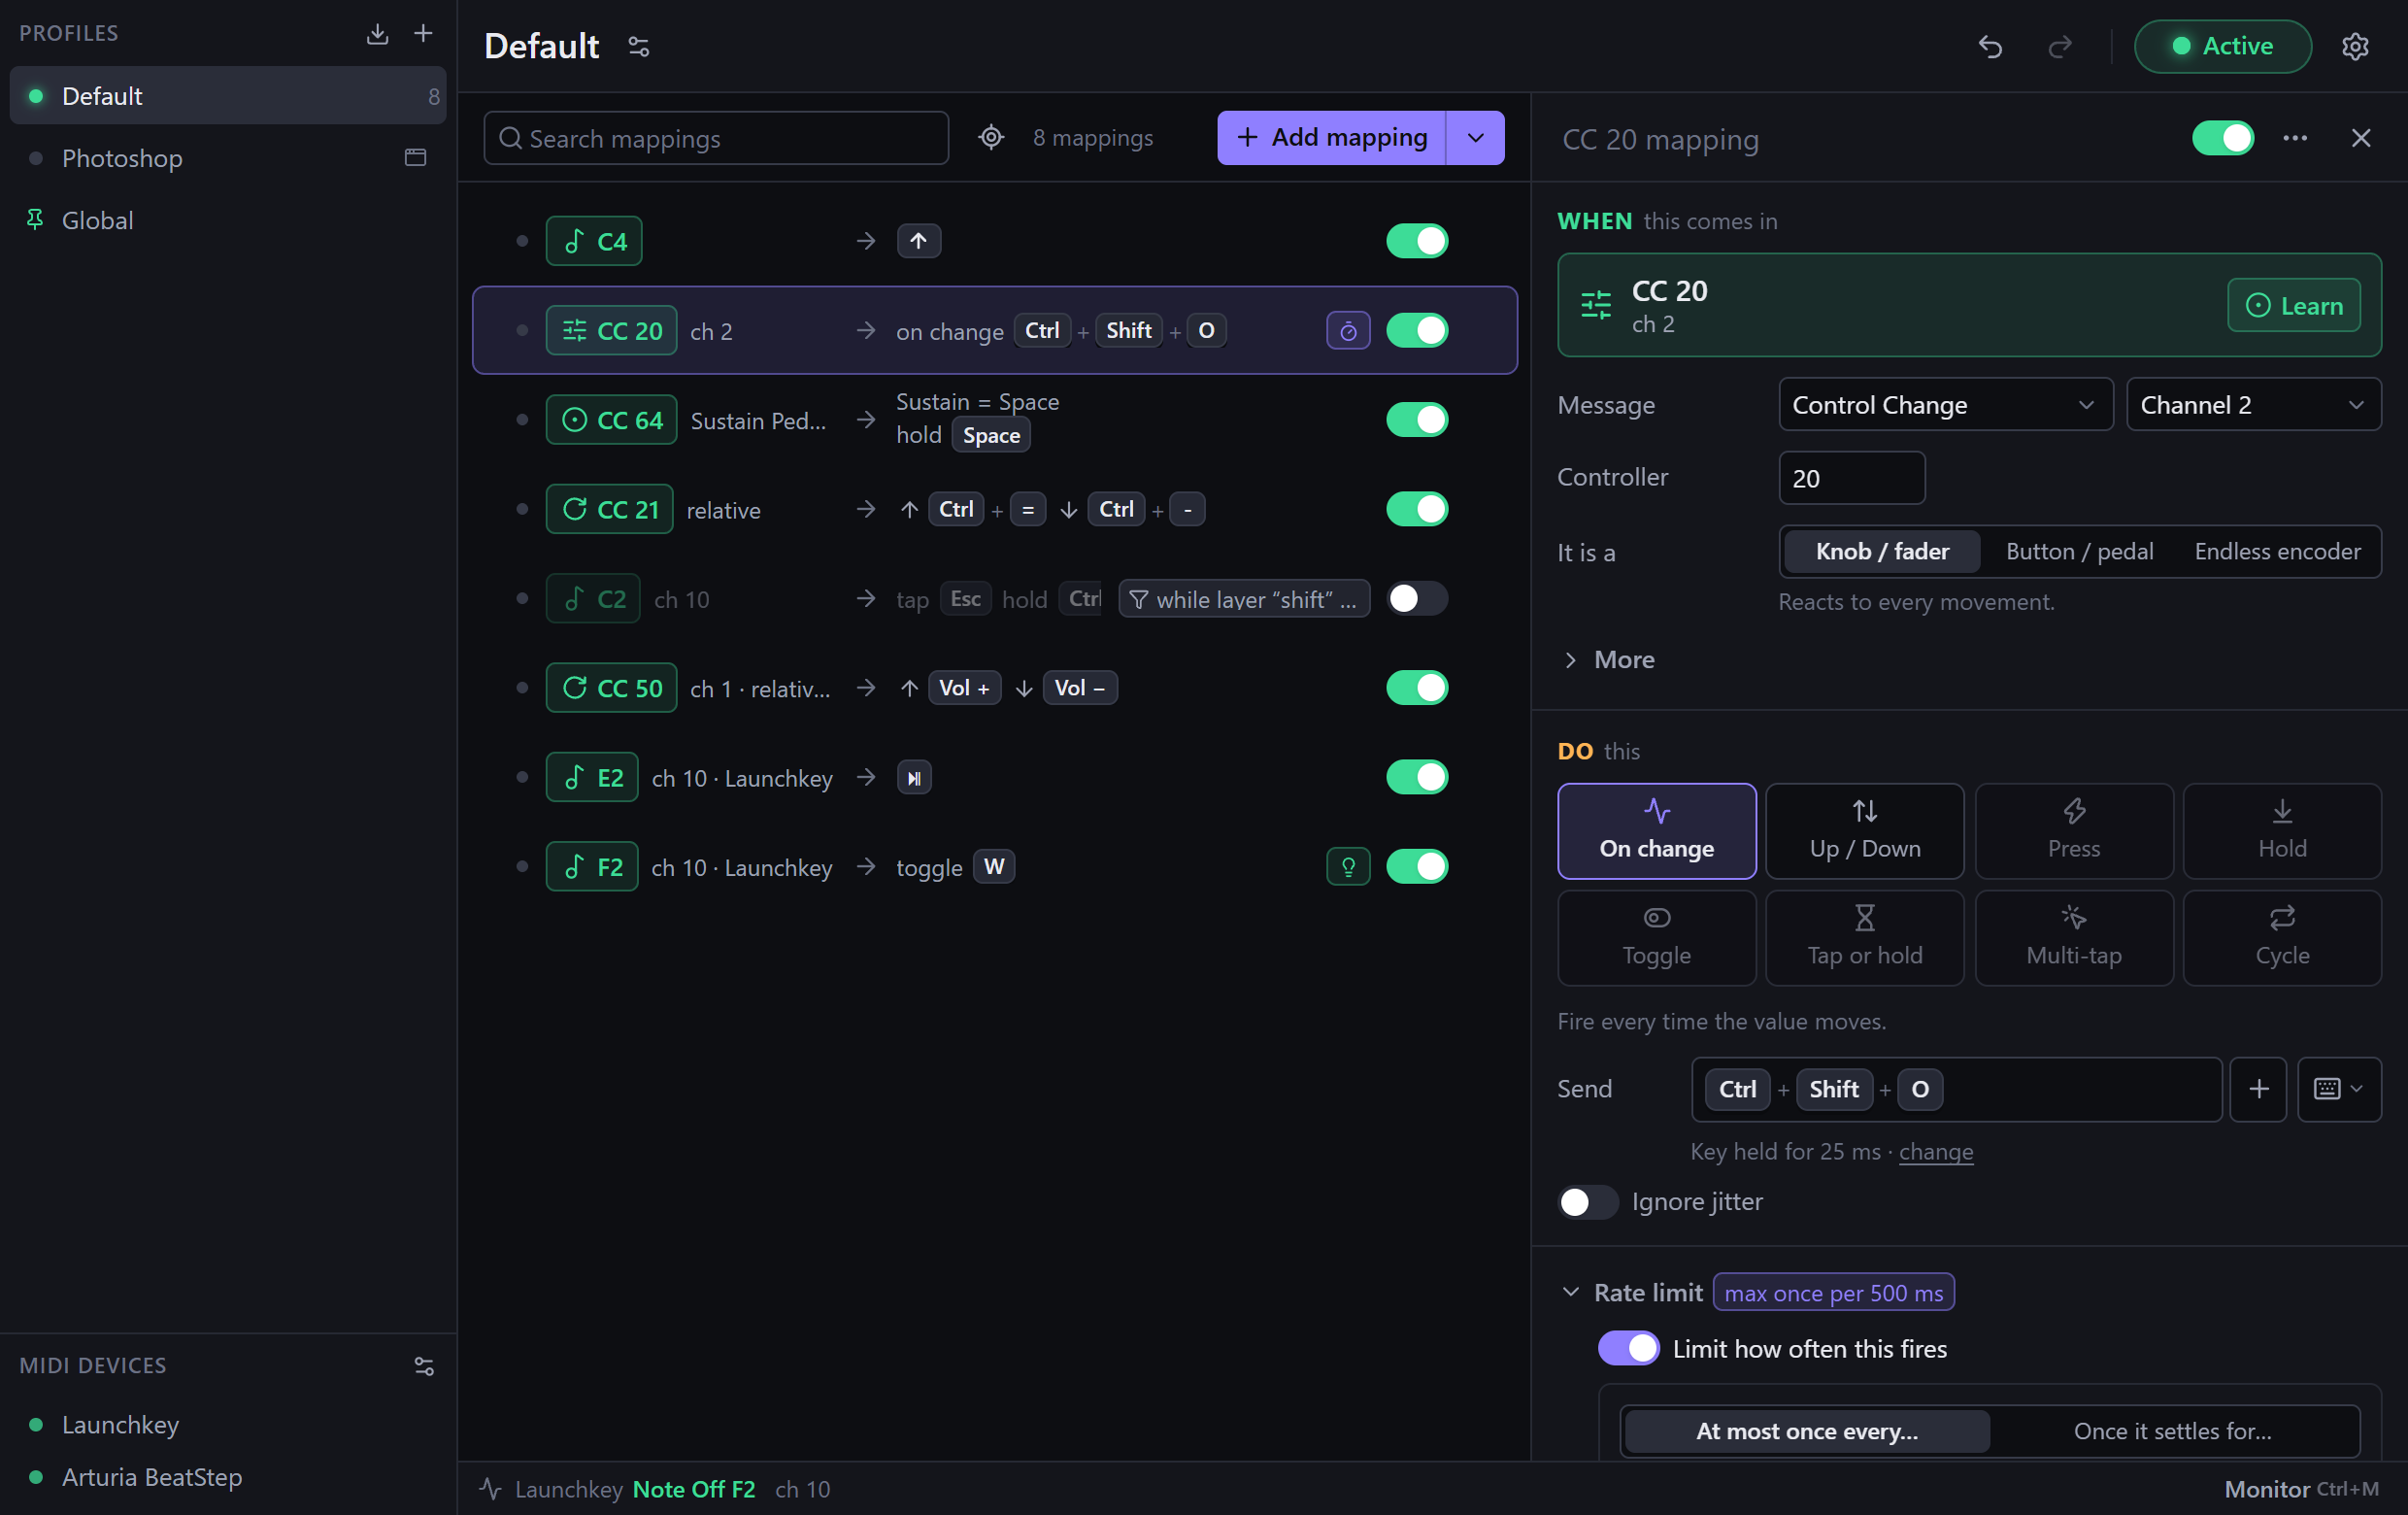 PROFILES
Default 8
Photoshop
Global
MIDI DEVICES
Launchkey
Arturia BeatStep
Default
Active
Search mappings
8 mappings
Add mapping
C4
CC 20 ch 2 on change Ctrl + Shift + O
CC 64 Sustain Ped... Sustain = Space
hold Space
CC 21 relative Ctrl + = Ctrl + -
C2 ch 10 tap Esc hold Ctrl while layer “shift” ...
CC 50 ch 1 · relativ... Vol + Vol –
E2 ch 10 · Launchkey
F2 ch 10 · Launchkey toggle W
CC 20 mapping
WHEN this comes in
CC 20
ch 2
Learn
Message Control Change Channel 2
Controller 20
It is a Knob / fader Button / pedal Endless encoder
Reacts to every movement.
More
DO this
On change Up / Down Press Hold
Toggle Tap or hold Multi-tap Cycle
Fire every time the value moves.
Send Ctrl + Shift + O
Key held for 25 ms · change
Ignore jitter
Rate limit max once per 500 ms
Limit how often this fires
At most once every... Once it settles for...
Launchkey Note Off F2 ch 10
Monitor Ctrl+M